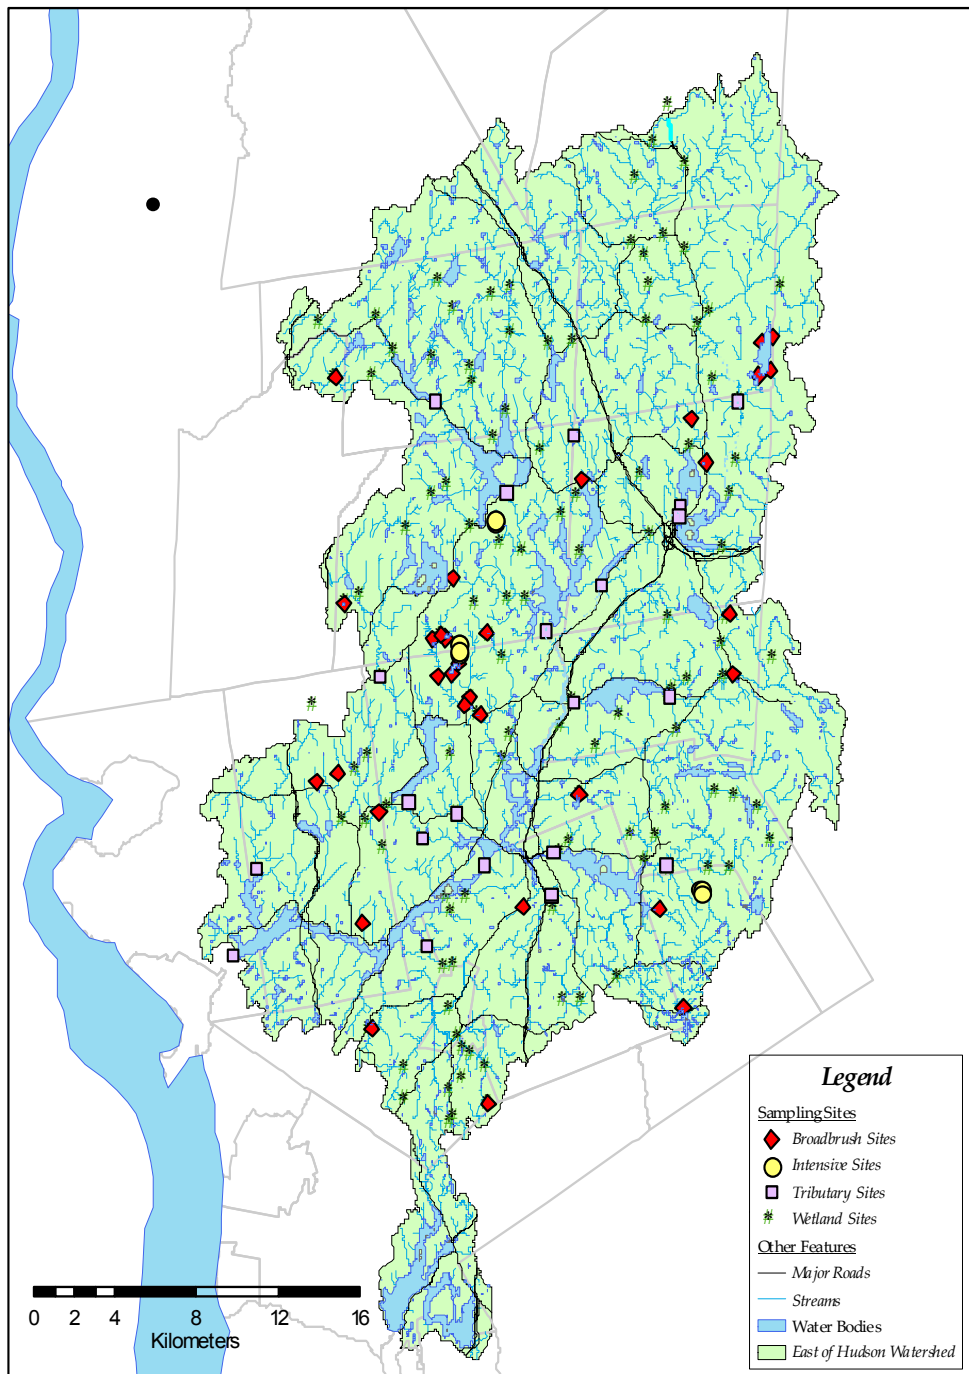 Legend
Sampling Sites
Broadbrush Sites
Intensive Sites
Tributary Sites
Wetland Sites
Other Features
Major Roads
Streams
Water Bodies
East of Hudson Watershed
0 2 4 8 12 16
Kilometers